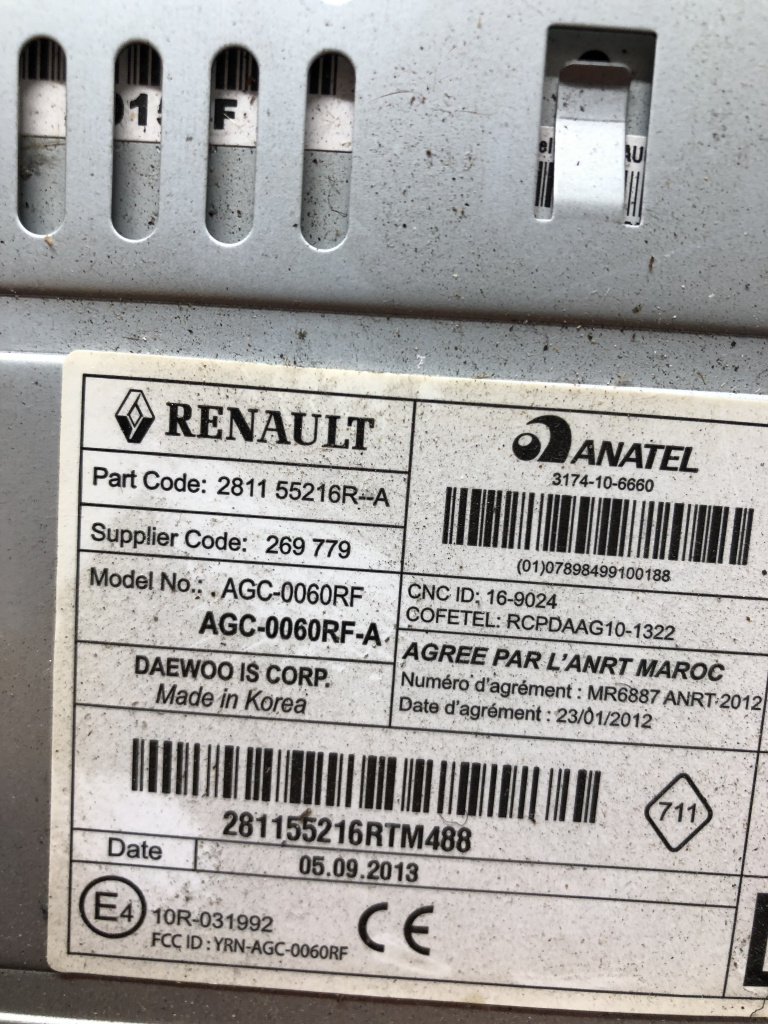 F
RENAULT
Part Code: 2811 55216R--A
Supplier Code: 269 779
Model No.: . AGC-0060RF
AGC-0060RF-A
DAEWOO IS CORP.
Made in Korea
ANATEL
3174-10-6660
(01)07898499100188
CNC ID: 16-9024
COFETEL: RCPDAAG10-1322
AGREE PAR L'ANRT MAROC
Numéro d'agrément : MR6887 ANRT 2012
Date d'agrément : 23/01/2012
281155216RTM488
711
Date 05.09.2013
E4 10R-031992
FCC ID : YRN-AGC-0060RF
CE